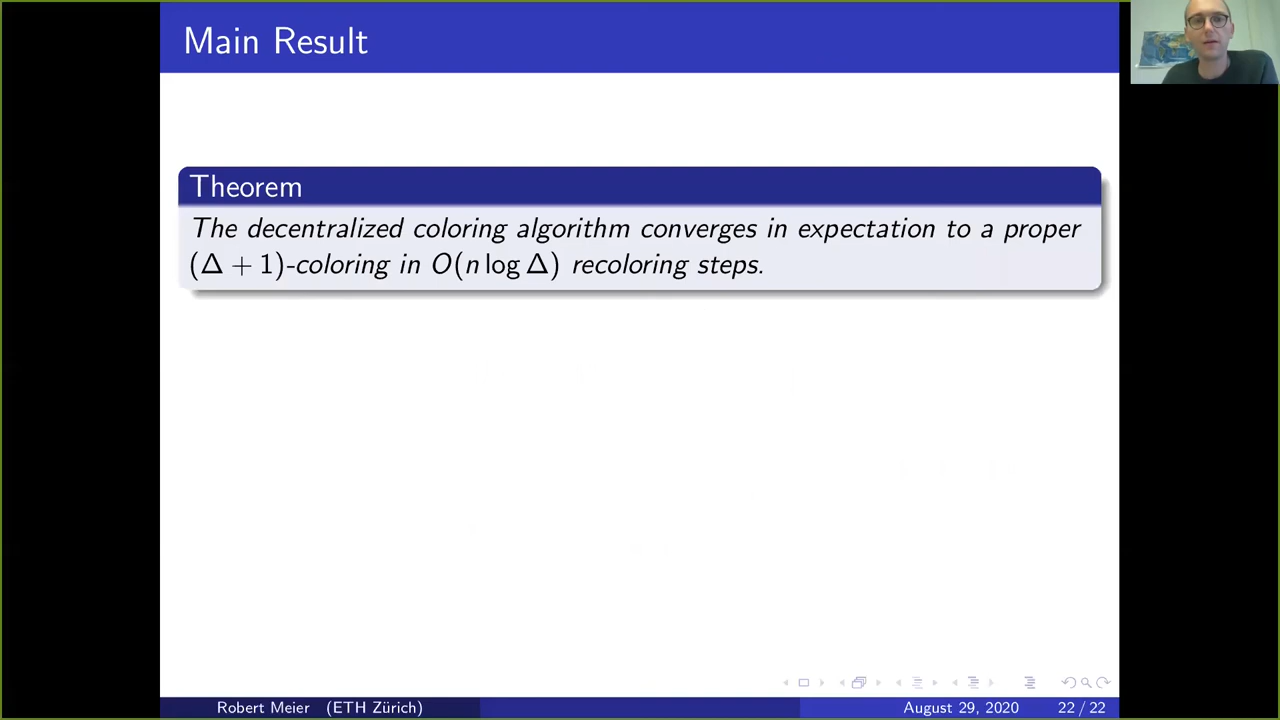 Main Result
Theorem
The decentralized coloring algorithm converges in expectation to a proper
(Δ + 1)-coloring in O(n log Δ) recoloring steps.
Robert Meier (ETH Zürich) August 29, 2020 22 / 22